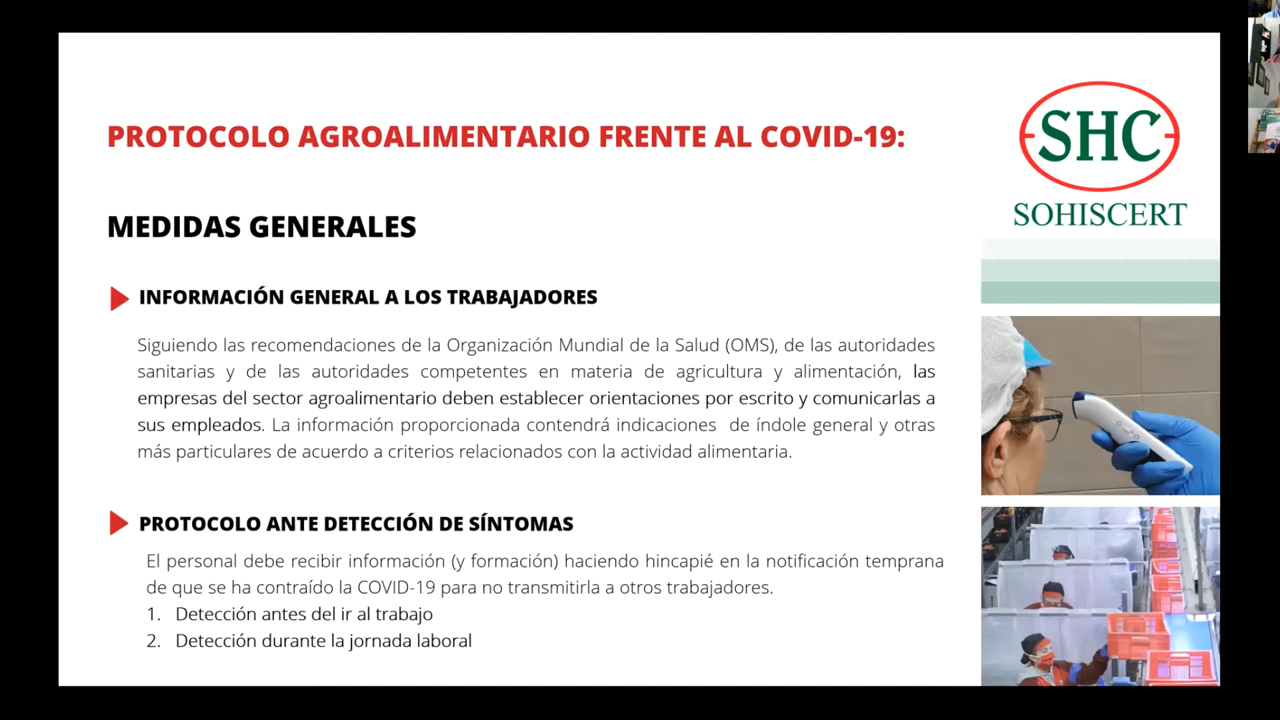 PROTOCOLO AGROALIMENTARIO FRENTE AL COVID-19:
SHC
SOHISCERT
MEDIDAS GENERALES
INFORMACIÓN GENERAL A LOS TRABAJADORES
Siguiendo las recomendaciones de la Organización Mundial de la Salud (OMS), de las autoridades
sanitarias y de las autoridades competentes en materia de agricultura y alimentación, las
empresas del sector agroalimentario deben establecer orientaciones por escrito y comunicarlas a
sus empleados. La información proporcionada contendrá indicaciones de índole general y otras
más particulares de acuerdo a criterios relacionados con la actividad alimentaria.
PROTOCOLO ANTE DETECCIÓN DE SÍNTOMAS
El personal debe recibir información (y formación) haciendo hincapié en la notificación temprana
de que se ha contraído la COVID-19 para no transmitirla a otros trabajadores.
1. Detección antes del ir al trabajo
2. Detección durante la jornada laboral